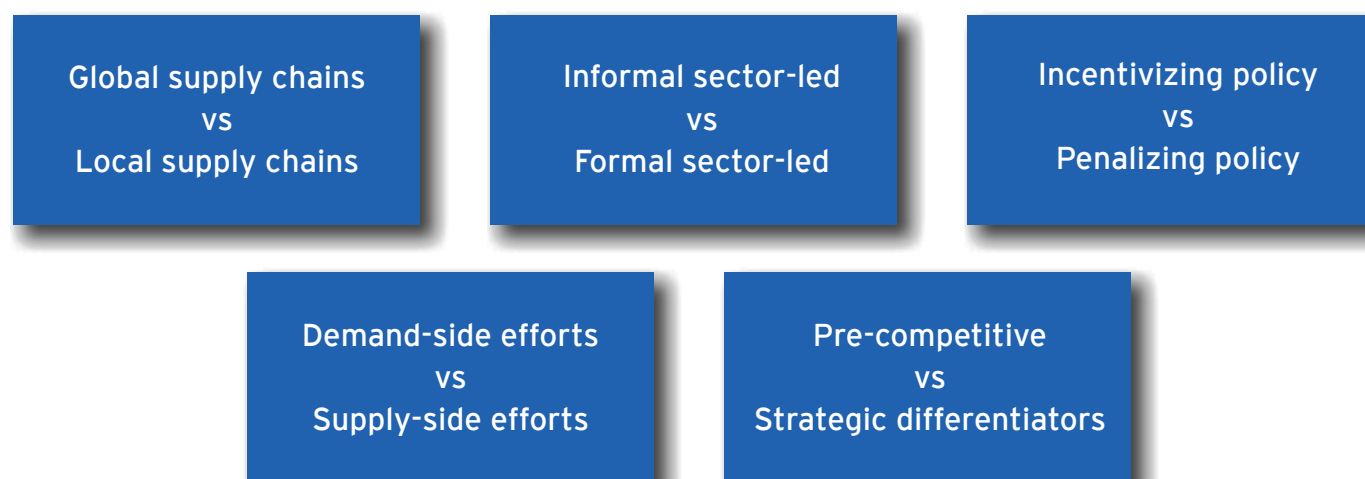 Global supply chains
vs
Local supply chains
Informal sector-led
vs
Formal sector-led
Incentivizing policy
vs
Penalizing policy
Demand-side efforts
vs
Supply-side efforts
Pre-competitive
vs
Strategic differentiators